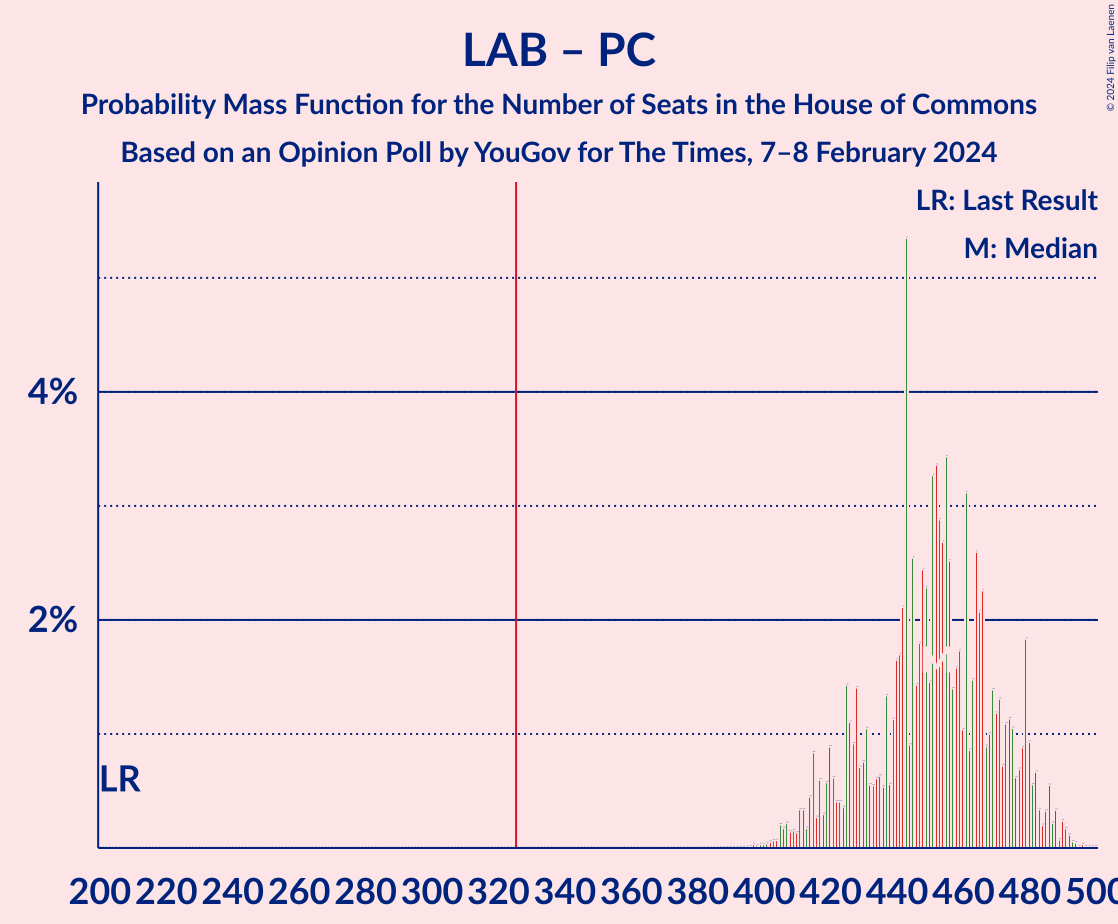 LAB – PC
Probability Mass Function for the Number of Seats in the House of Commons
Based on an Opinion Poll by YouGov for The Times, 7–8 February 2024
© 2024 Filip van Laenen
LR: Last Result
M: Median
4%
2%
LR
200 220 240 260 280 300 320 340 360 380 400 420 440 460 480 500